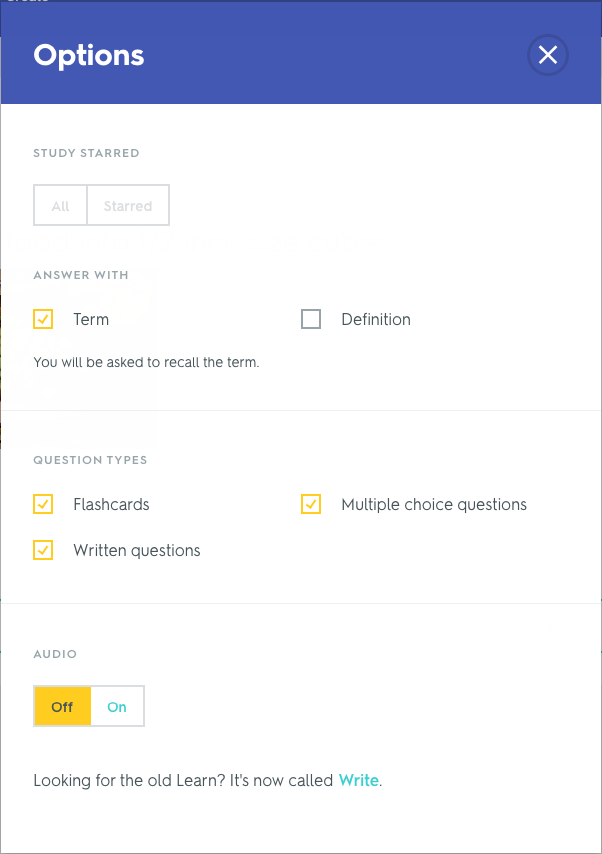 Options
STUDY STARRED
All Starred
ANSWER WITH
Term Definition
You will be asked to recall the term.
QUESTION TYPES
Flashcards Multiple choice questions
Written questions
AUDIO
Off On
Looking for the old Learn? It's now called Write.